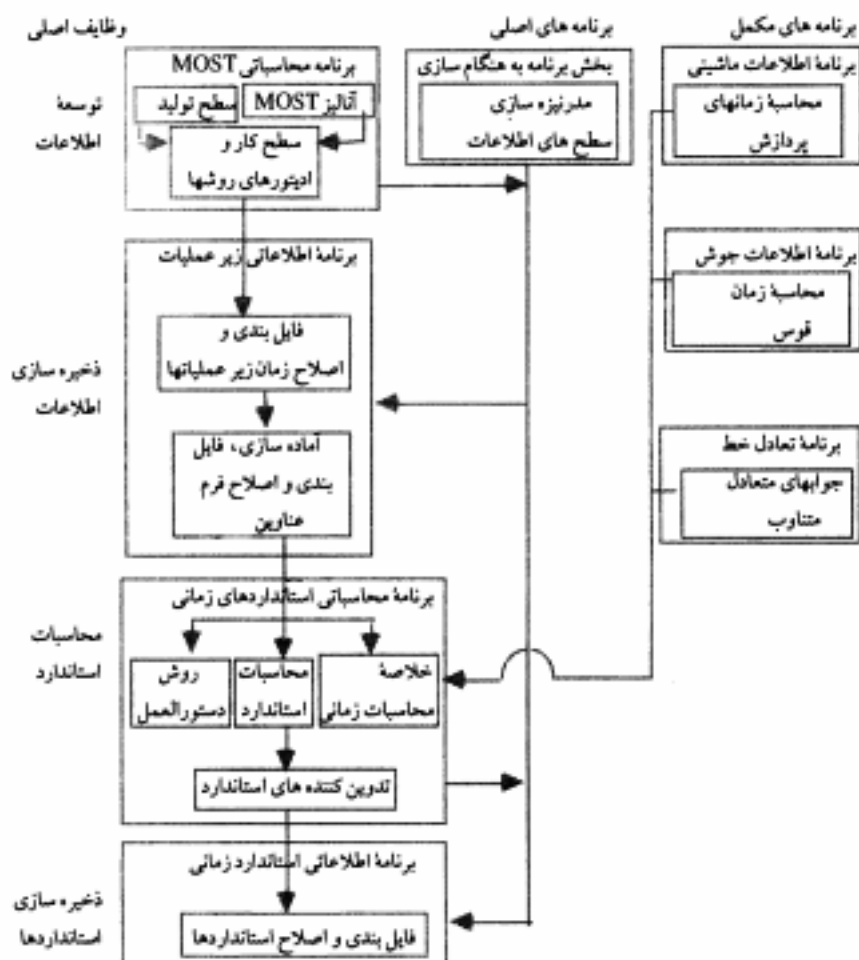 وظایف اصلی
برنامه های اصلی
برنامه های مکمل
توسعهٔ
اطلاعات
برنامه محاسباتی MOST
آنالیز MOST
سطح تولید
سطح کار و
ادیتورهای روشها
بخش برنامه به هنگام سازی
مدرنیزه سازی
سطح های اطلاعات
برنامهٔ اطلاعات ماشینی
محاسبهٔ زمانهای
پردازش
برنامهٔ اطلاعات جوش
محاسبهٔ زمان
قوس
برنامهٔ تعادل خط
جوابهای متعادل
متناوب
ذخیره سازی
اطلاعات
برنامهٔ اطلاعاتی زیر عملیات
فایل بندی و
اصلاح زمان زیر عملیاتها
آماده سازی، فایل
بندی و اصلاح فرم
عناوین
محاسبات
استاندارد
برنامهٔ محاسباتی استانداردهای زمانی
خلاصهٔ
محاسبات زمانی
محاسبات
استاندارد
روش
دستورالعمل
تدوین کننده های استاندارد
ذخیره سازی
استانداردها
برنامهٔ اطلاعاتی استاندارد زمانی
فایل بندی و اصلاح استانداردها